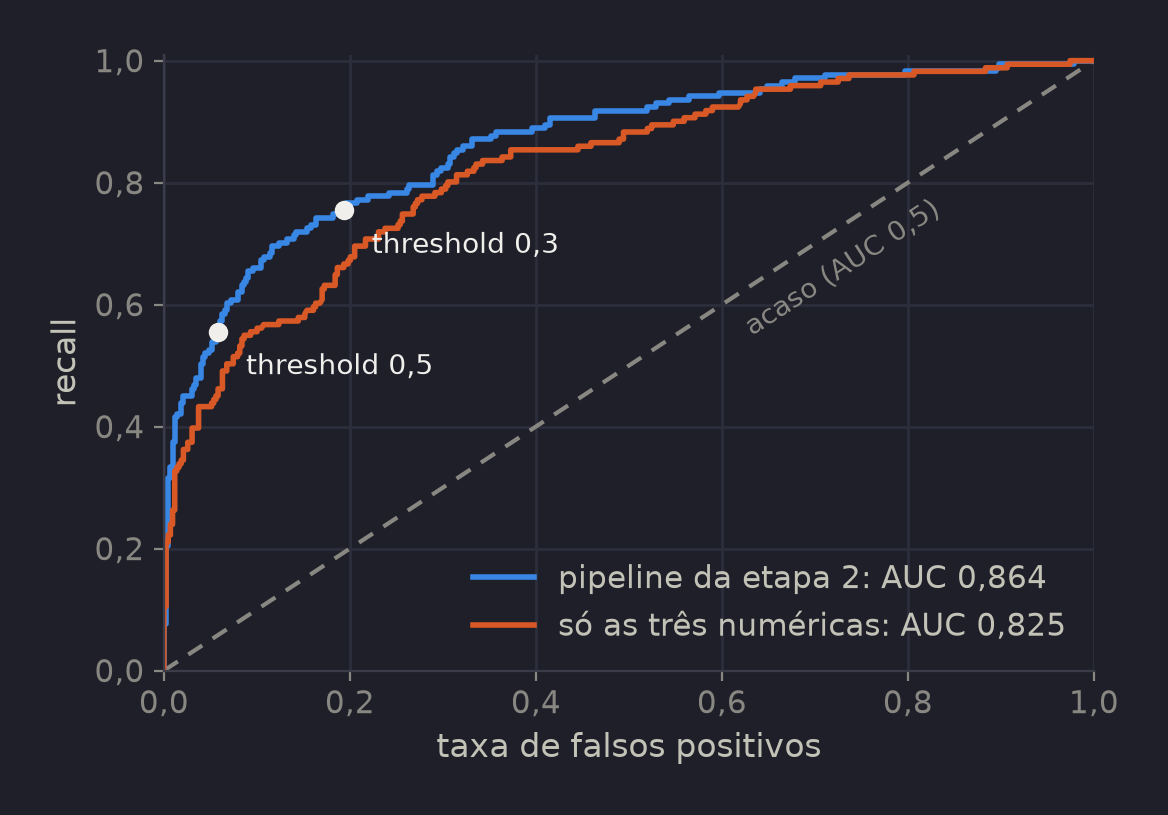 1,0
0,8
0,6
0,4
0,2
0,0
recall
threshold 0,3
threshold 0,5
acaso (AUC 0,5)
pipeline da etapa 2: AUC 0,864
só as três numéricas: AUC 0,825
0,0 0,2 0,4 0,6 0,8 1,0
taxa de falsos positivos